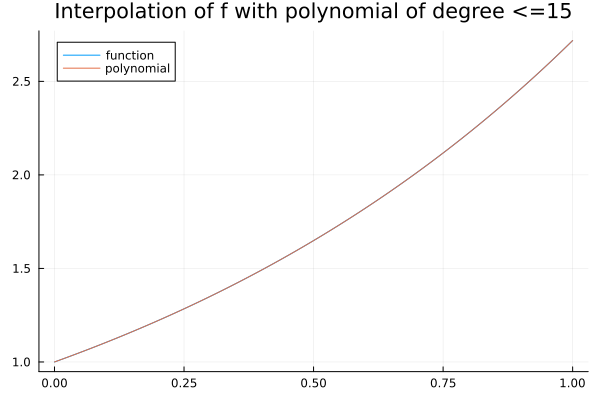 Interpolation of f with polynomial of degree <=15
function
polynomial
2.5
2.0
1.5
1.0
0.00 0.25 0.50 0.75 1.00